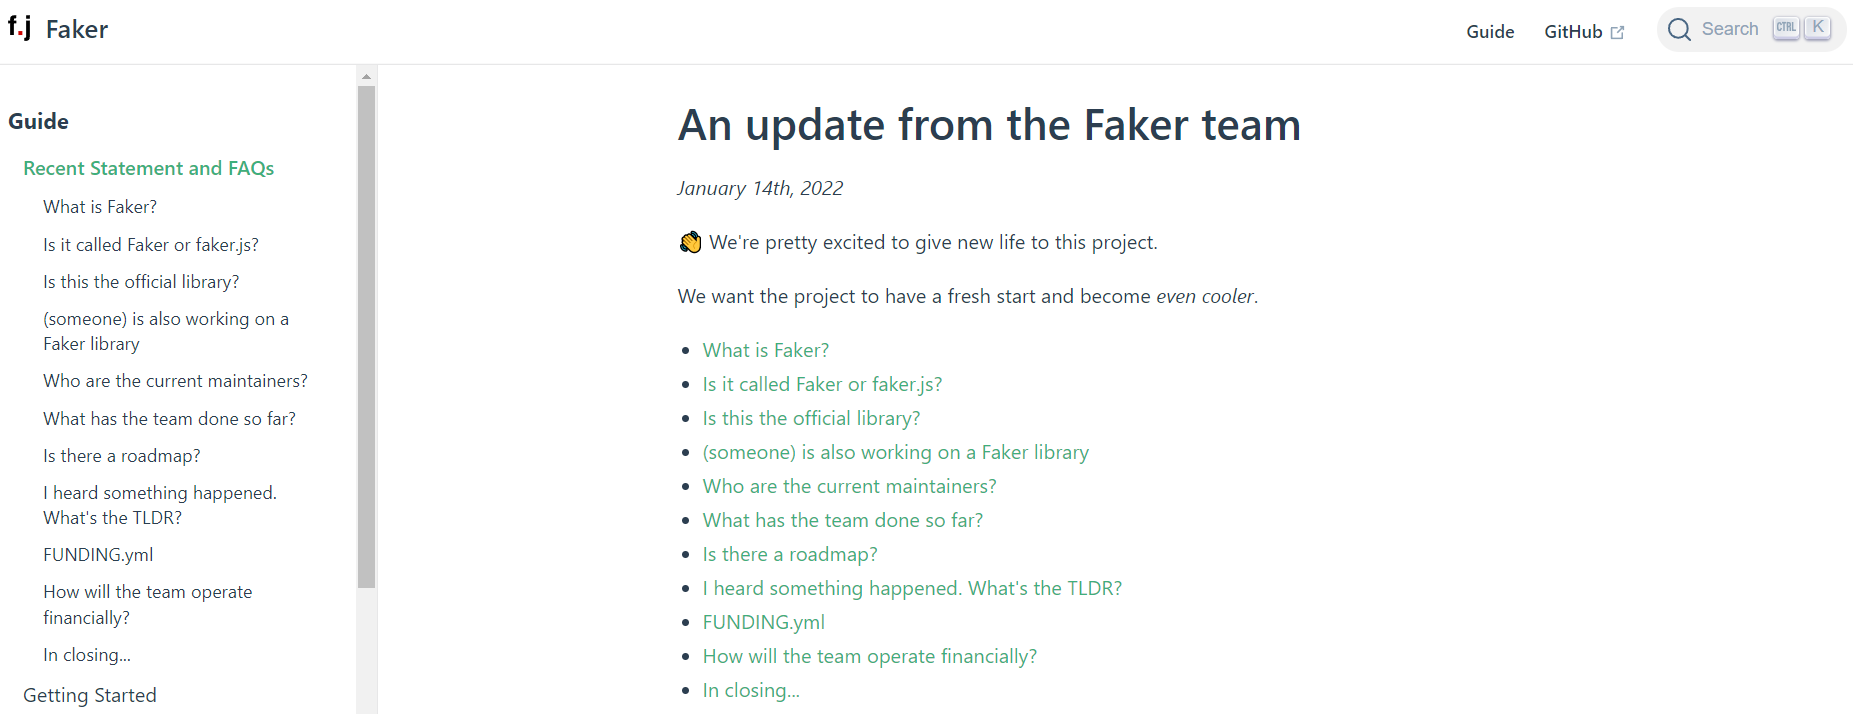 f.j Faker
Guide
GitHub
Search
CTRL
K
Guide
Recent Statement and FAQs
What is Faker?
Is it called Faker or faker.js?
Is this the official library?
(someone) is also working on a
Faker library
Who are the current maintainers?
What has the team done so far?
Is there a roadmap?
I heard something happened.
What's the TLDR?
FUNDING.yml
How will the team operate
financially?
In closing...
Getting Started
An update from the Faker team
January 14th, 2022
👋 We're pretty excited to give new life to this project.
We want the project to have a fresh start and become even cooler.
• What is Faker?
• Is it called Faker or faker.js?
• Is this the official library?
• (someone) is also working on a Faker library
• Who are the current maintainers?
• What has the team done so far?
• Is there a roadmap?
• I heard something happened. What's the TLDR?
• FUNDING.yml
• How will the team operate financially?
• In closing...